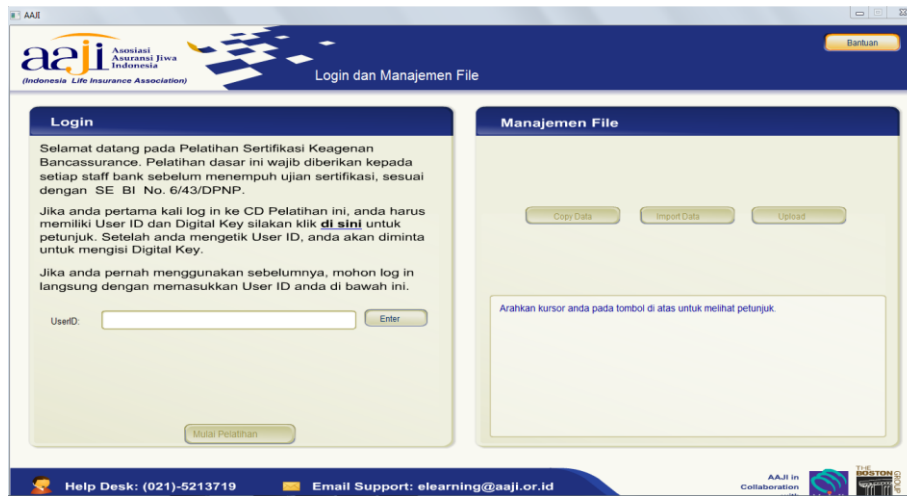 AAJI
aaji Asosiasi
Asuransi Jiwa
Indonesia
(Indonesia Life Insurance Association)
Login dan Manajemen File
Bantuan
Login
Selamat datang pada Pelatihan Sertifikasi Keagenan
Bancassurance. Pelatihan dasar ini wajib diberikan kepada
setiap staff bank sebelum menempuh ujian sertifikasi, sesuai
dengan SE BI No. 6/43/DPNP.
Jika anda pertama kali log in ke CD Pelatihan ini, anda harus
memiliki User ID dan Digital Key silakan klik di sini untuk
petunjuk. Setelah anda mengetik User ID, anda akan diminta
untuk mengisi Digital Key.
Jika anda pernah menggunakan sebelumnya, mohon log in
langsung dengan memasukkan User ID anda di bawah ini.
UserID:
Enter
Mulai Pelatihan
Manajemen File
Copy Data
Import Data
Upload
Arahkan kursor anda pada tombol di atas untuk melihat petunjuk.
Help Desk: (021)-5213719
Email Support: elearning@aaji.or.id
AAJI in
Collaboration
THE
BOSTON
GROUP